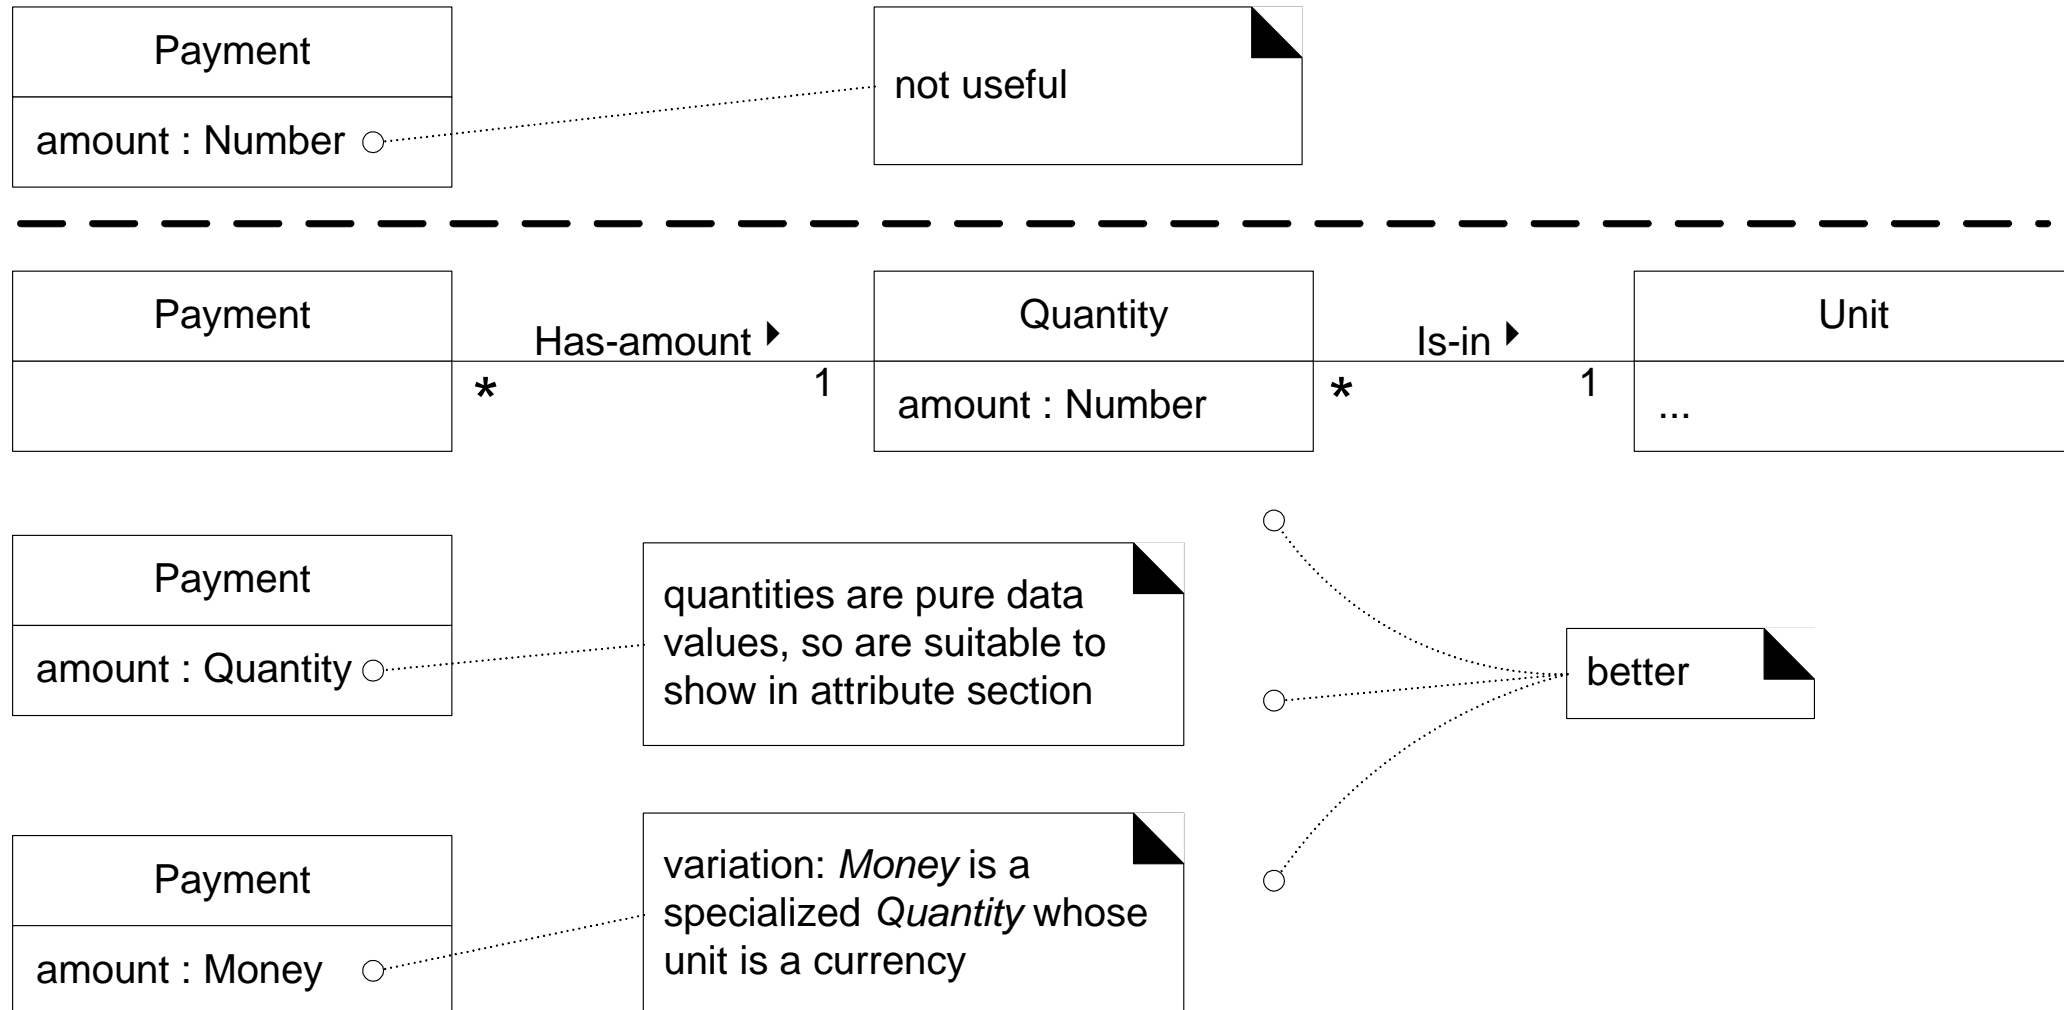 Payment
not useful
amount : Number
Payment
Has-amount
Quantity
Is-in
Unit
*
1
amount : Number
*
1
...
Payment
amount : Quantity
quantities are pure data
values, so are suitable to
show in attribute section
better
Payment
amount : Money
variation: Money is a
specialized Quantity whose
unit is a currency